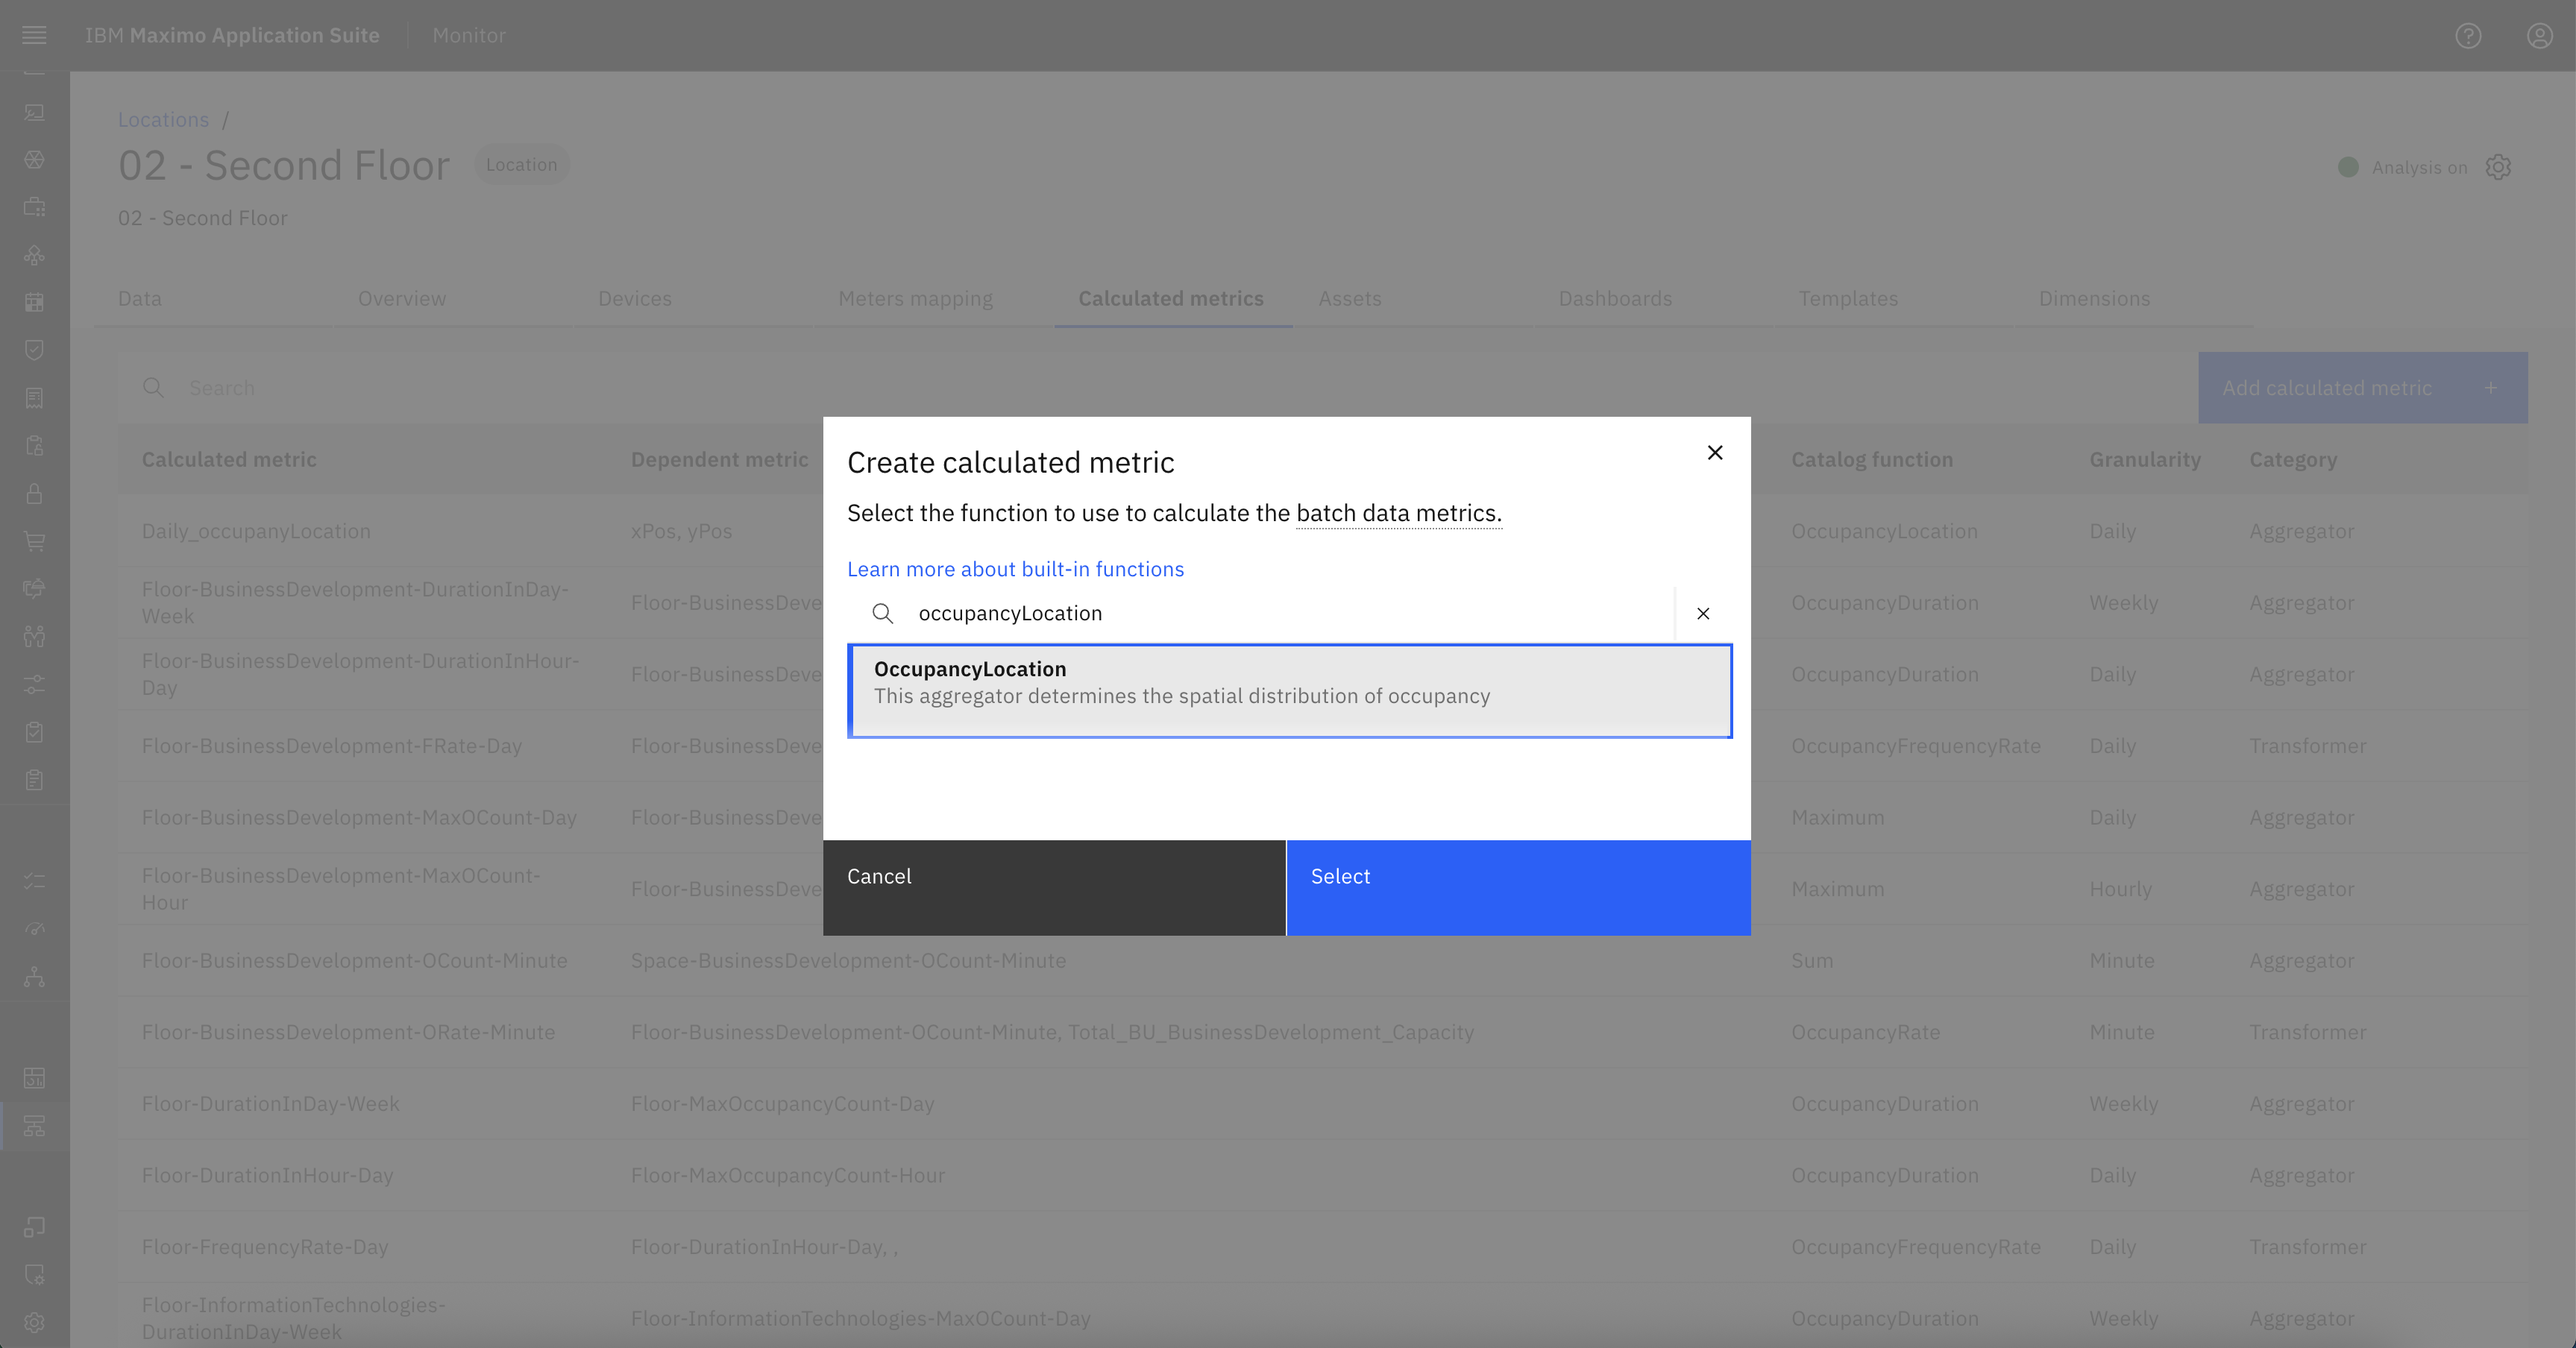 IBM Maximo Application Suite Monitor
Locations /
02 - Second Floor Location
Analysis on
02 - Second Floor
Data Overview Devices Meters mapping Calculated metrics Assets Dashboards Templates Dimensions
Search
Add calculated metric +
Create calculated metric
Select the function to use to calculate the batch data metrics.
Learn more about built-in functions
occupancyLocation
OccupancyLocation
This aggregator determines the spatial distribution of occupancy
Cancel Select
Calculated metric Dependent metric Catalog function Granularity Category
Daily_occupanyLocation xPos, yPos OccupancyLocation Daily Aggregator
Floor-BusinessDevelopment-DurationInDay-
Week Floor-BusinessDeve OccupancyDuration Weekly Aggregator
Floor-BusinessDevelopment-DurationInHour-
Day Floor-BusinessDeve OccupancyDuration Daily Aggregator
Floor-BusinessDevelopment-FRate-Day Floor-BusinessDeve OccupancyFrequencyRate Daily Transformer
Floor-BusinessDevelopment-MaxOCount-Day Floor-BusinessDeve Maximum Daily Aggregator
Floor-BusinessDevelopment-MaxOCount-
Hour Floor-BusinessDeve Maximum Hourly Aggregator
Floor-BusinessDevelopment-OCount-Minute Space-BusinessDevelopment-OCount-Minute Sum Minute Aggregator
Floor-BusinessDevelopment-ORate-Minute Floor-BusinessDevelopment-OCount-Minute, Total_BU_BusinessDevelopment_Capacity OccupancyRate Minute Transformer
Floor-DurationInDay-Week Floor-MaxOccupancyCount-Day OccupancyDuration Weekly Aggregator
Floor-DurationInHour-Day Floor-MaxOccupancyCount-Hour OccupancyDuration Daily Aggregator
Floor-FrequencyRate-Day Floor-DurationInHour-Day, , OccupancyFrequencyRate Daily Transformer
Floor-InformationTechnologies-
DurationInDay-Week Floor-InformationTechnologies-MaxOCount-Day OccupancyDuration Weekly Aggregator